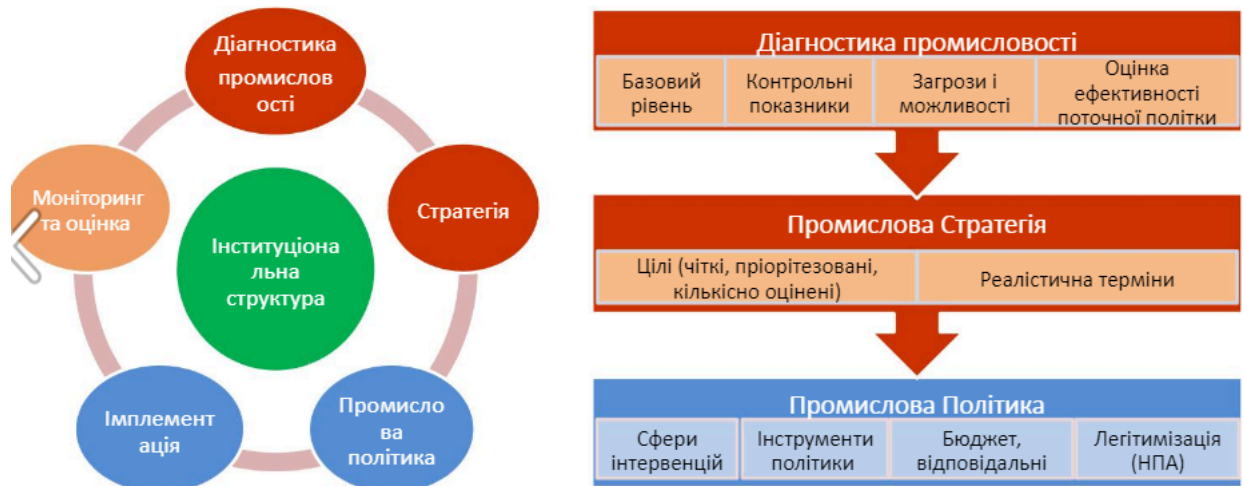 Діагностика
промислов
ості
Стратегія
Промисло
ва
політика
Імплемент
ація
Моніторинг
та оцінка
Інституціона
льна
структура
Діагностика промисловості
Базовий
рівень
Контрольні
показники
Загрози і
можливості
Оцінка
ефективності
поточної політки
Промислова Стратегія
Цілі (чіткі, пріорітезовані,
кількісно оцінені)
Реалістична терміни
Промислова Політика
Сфери
інтервенцій
Інструменти
політики
Бюджет,
відповідальні
Легітимізація
(НПА)